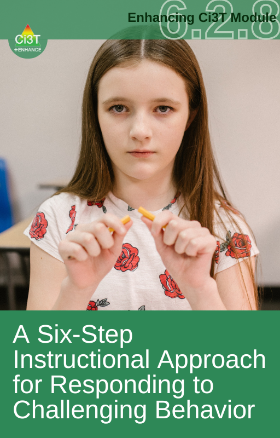 Enhancing Ci3T Module
6.2.8
Ci3T
ENHANCE
A Six-Step
Instructional Approach
for Responding to
Challenging Behavior